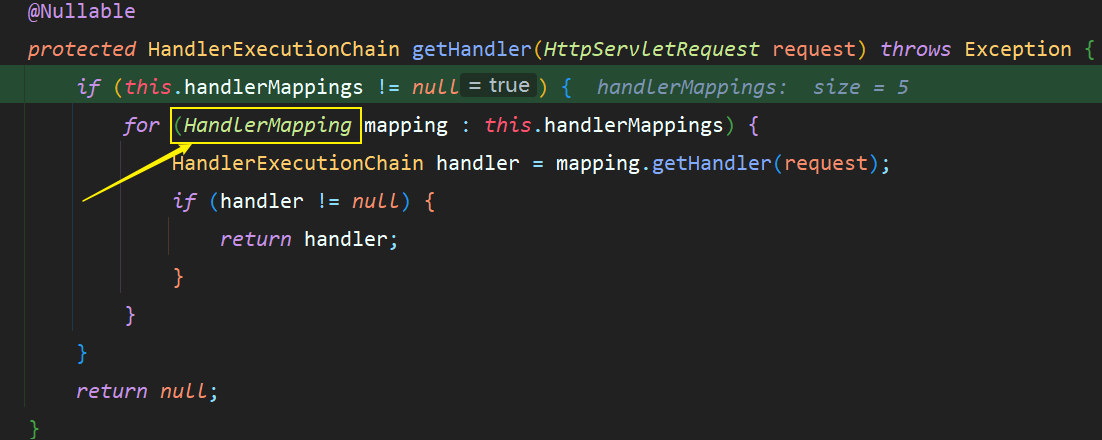 @Nullable
protected HandlerExecutionChain getHandler(HttpServletRequest request) throws Exception {
if (this.handlerMappings != null = true ) { handlerMappings: size = 5
for (HandlerMapping mapping : this.handlerMappings) {
HandlerExecutionChain handler = mapping.getHandler(request);
if (handler != null) {
return handler;
}
}
}
return null;
}